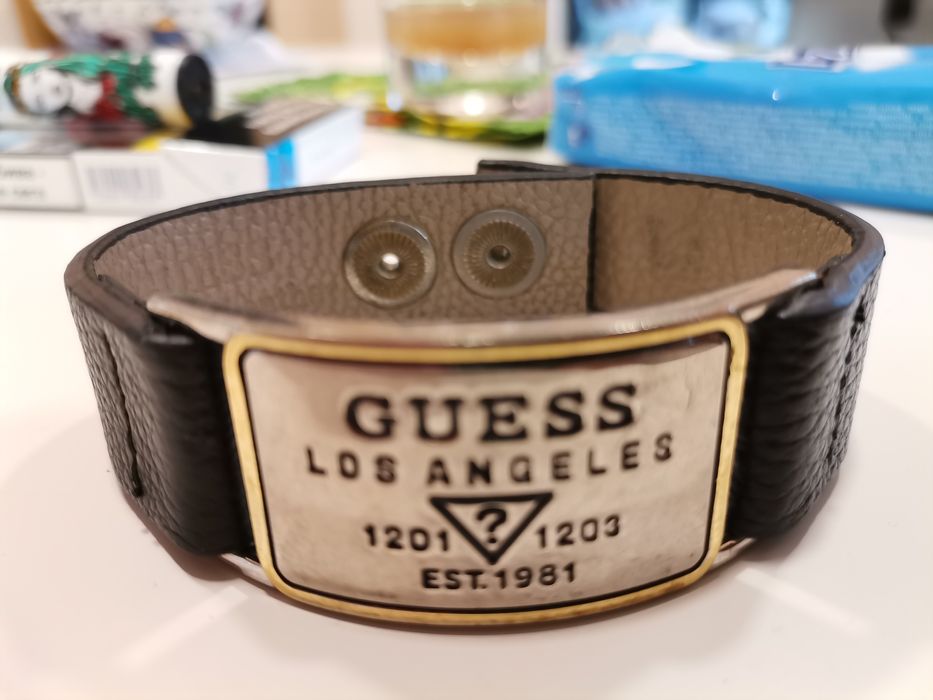 GUESS
LOS ANGELES
1201 ? 1203
EST. 1981